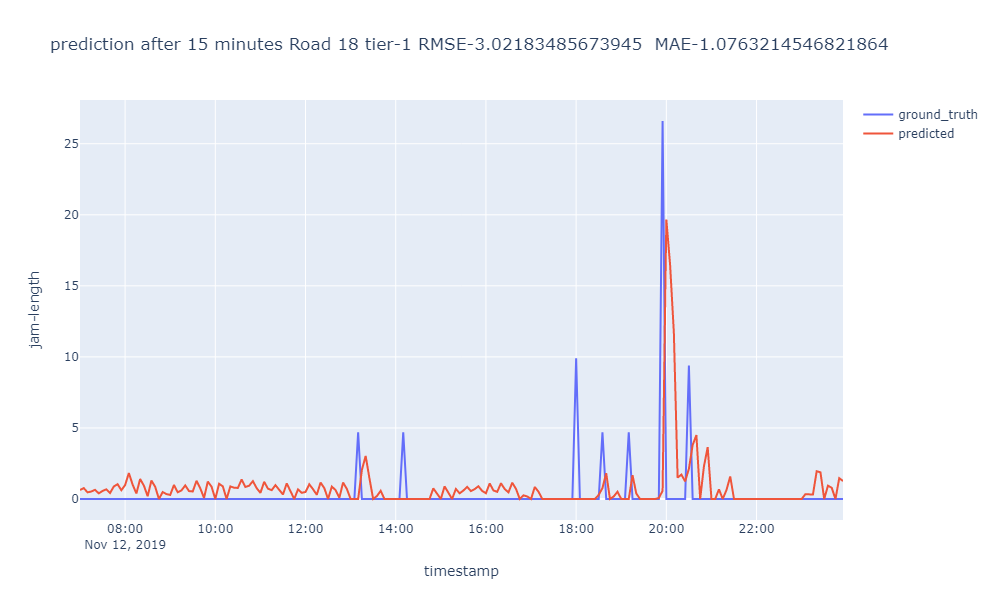 prediction after 15 minutes Road 18 tier-1 RMSE-3.02183485673945  MAE-1.0763214546821864
ground_truth
predicted
25
20
15
10
5
0
jam-length
08:00 10:00 12:00 14:00 16:00 18:00 20:00 22:00
Nov 12, 2019
timestamp